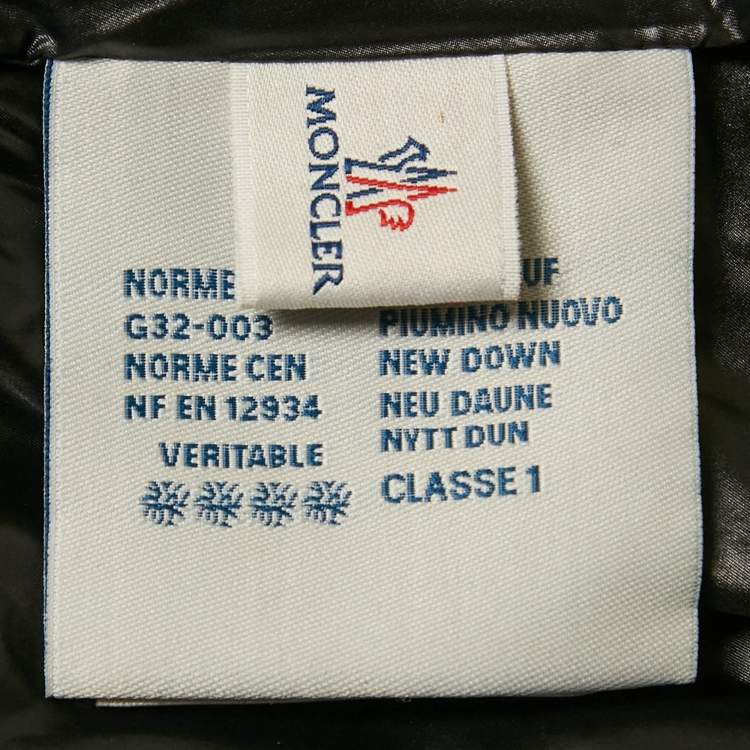 MONCLER
NORME
G32-003
NORME CEN
NF EN 12934
VERITABLE
UF
PIUMINO NUOVO
NEW DOWN
NEU DAUNE
NYTT DUN
CLASSE 1